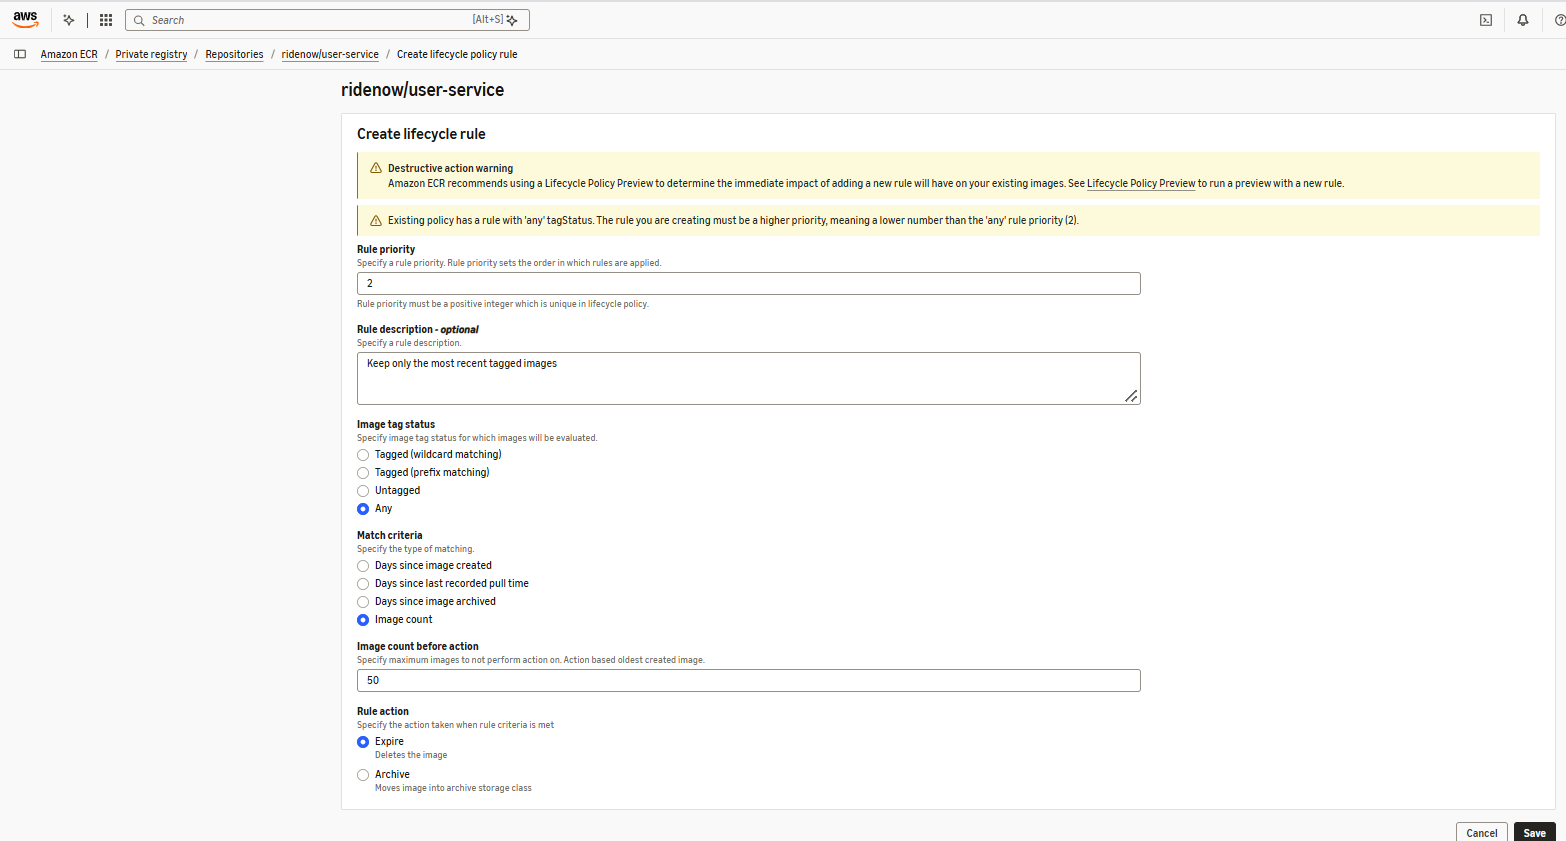 aws
Search [Alt+S]
Amazon ECR / Private registry / Repositories / ridenow/user-service / Create lifecycle policy rule
ridenow/user-service
Create lifecycle rule
Destructive action warning
Amazon ECR recommends using a Lifecycle Policy Preview to determine the immediate impact of adding a new rule will have on your existing images. See Lifecycle Policy Preview to run a preview with a new rule.
Existing policy has a rule with 'any' tagStatus. The rule you are creating must be a higher priority, meaning a lower number than the 'any' rule priority (2).
Rule priority
Specify a rule priority. Rule priority sets the order in which rules are applied.
2
Rule priority must be a positive integer which is unique in lifecycle policy.
Rule description - optional
Specify a rule description.
Keep only the most recent tagged images
Image tag status
Specify image tag status for which images will be evaluated.
Tagged (wildcard matching)
Tagged (prefix matching)
Untagged
Any
Match criteria
Specify the type of matching.
Days since image created
Days since last recorded pull time
Days since image archived
Image count
Image count before action
Specify maximum images to not perform action on. Action based oldest created image.
50
Rule action
Specify the action taken when rule criteria is met
Expire
Deletes the image
Archive
Moves image into archive storage class
Cancel Save